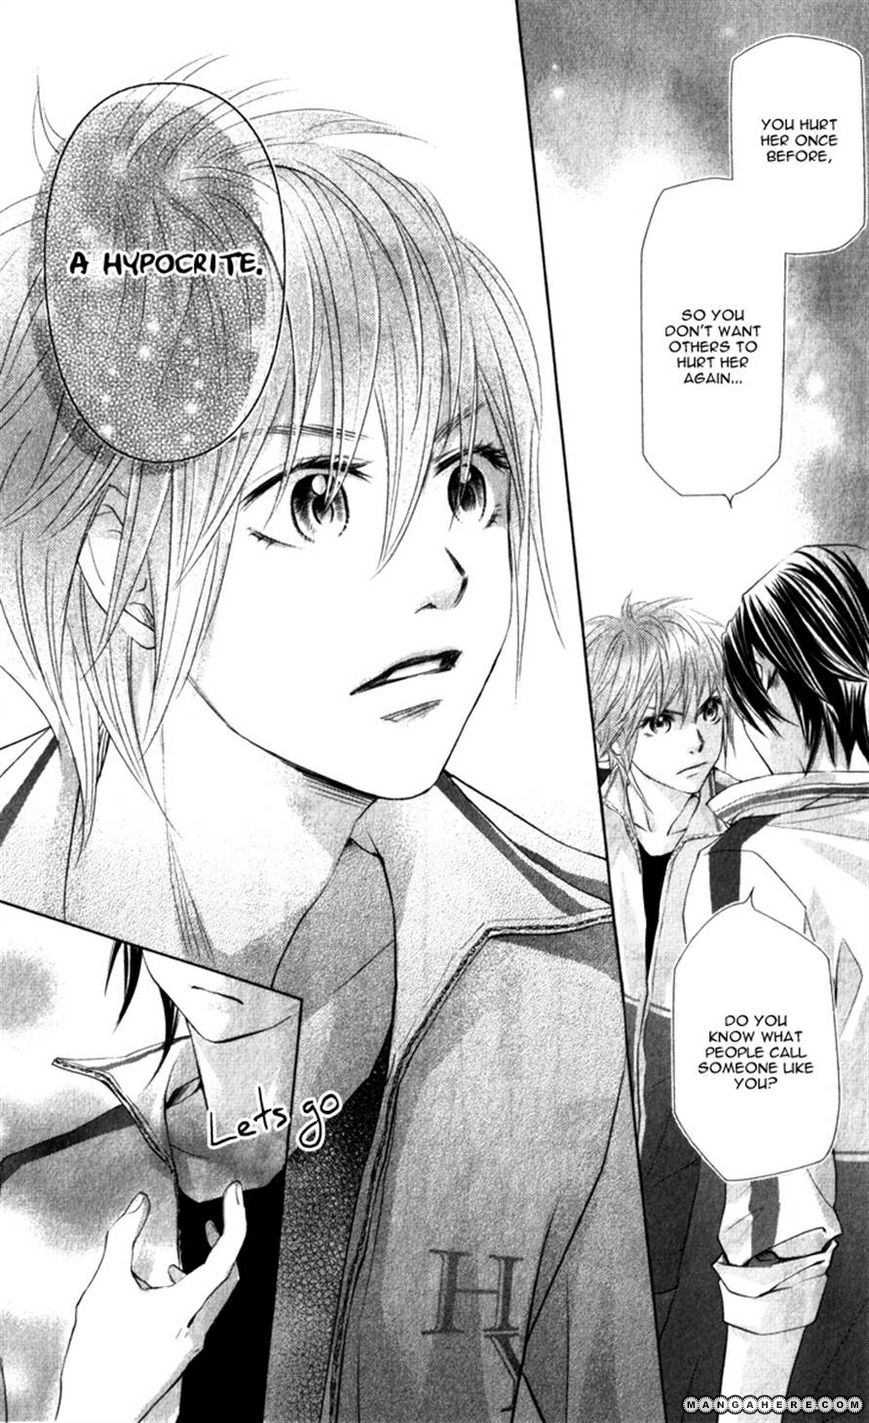 YOU HURT
HER ONCE
BEFORE,
SO YOU
DON'T WANT
OTHERS TO
HURT HER
AGAIN...
DO YOU
KNOW WHAT
PEOPLE CALL
SOMEONE LIKE
YOU?
A HYPOCRITE.
Lets go
H
Y
MANGAHERE.COM